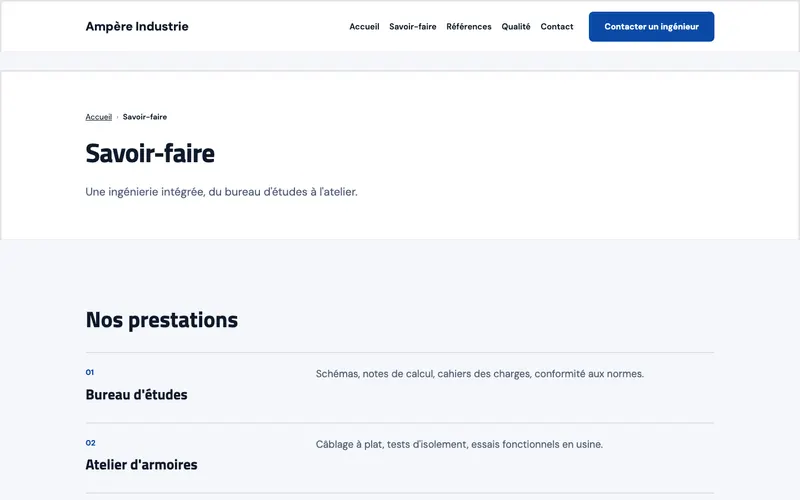 Ampère Industrie
Accueil Savoir-faire Références Qualité Contact Contacter un ingénieur
Accueil › Savoir-faire
Savoir-faire
Une ingénierie intégrée, du bureau d'études à l'atelier.
Nos prestations
01
Schémas, notes de calcul, cahiers des charges, conformité aux normes.
Bureau d'études
02
Câblage à plat, tests d'isolement, essais fonctionnels en usine.
Atelier d'armoires